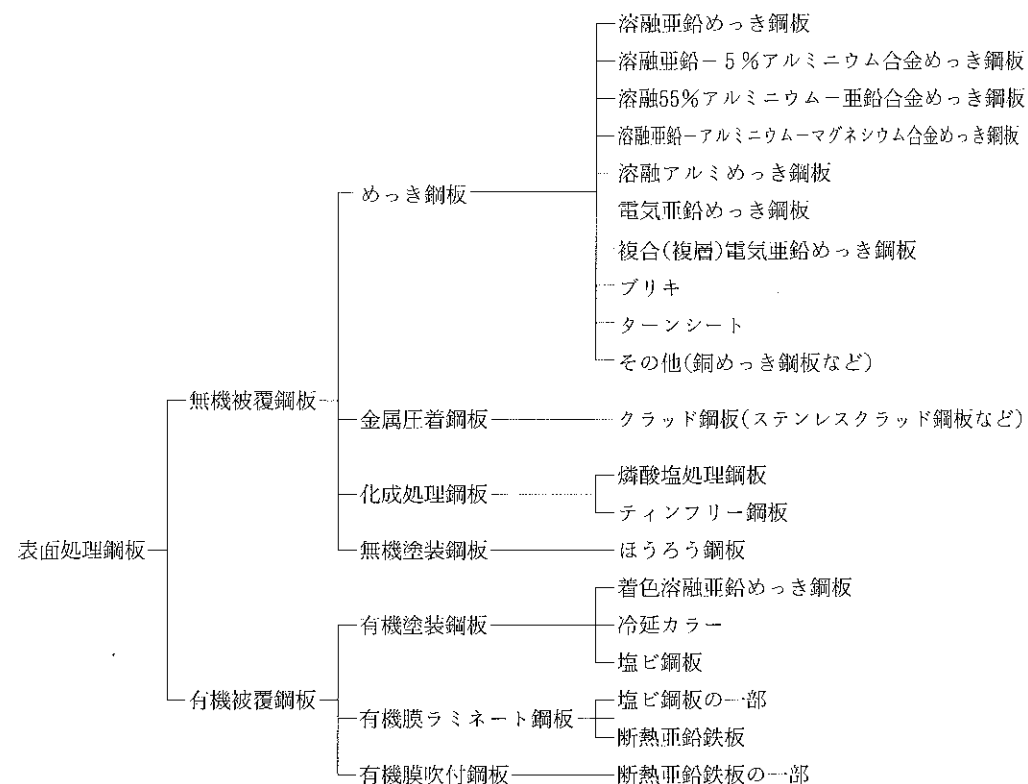 溶融亜鉛めっき鋼板
溶融亜鉛－5％アルミニウム合金めっき鋼板
溶融55％アルミニウム－亜鉛合金めっき鋼板
溶融亜鉛－アルミニウム－マグネシウム合金めっき鋼板
溶融アルミめっき鋼板
めっき鋼板
電気亜鉛めっき鋼板
複合(複層)電気亜鉛めっき鋼板
ブリキ
ターンシート
その他(銅めっき鋼板など)
無機被覆鋼板
金属圧着鋼板
クラッド鋼板(ステンレスクラッド鋼板など)
燐酸塩処理鋼板
化成処理鋼板
ティンフリー鋼板
表面処理鋼板
無機塗装鋼板
ほうろう鋼板
着色溶融亜鉛めっき鋼板
有機塗装鋼板
冷延カラー
塩ビ鋼板
有機被覆鋼板
塩ビ鋼板の一部
有機膜ラミネート鋼板
断熱亜鉛鉄板
有機膜吹付鋼板
断熱亜鉛鉄板の一部